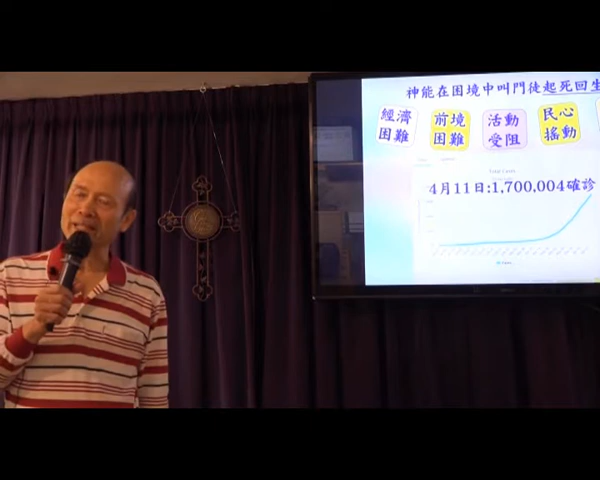 神能在困境中叫門徒起死回生
經濟
困難
前境
困難
活動
受阻
民心
搖動
4月11日:1,700,004確診